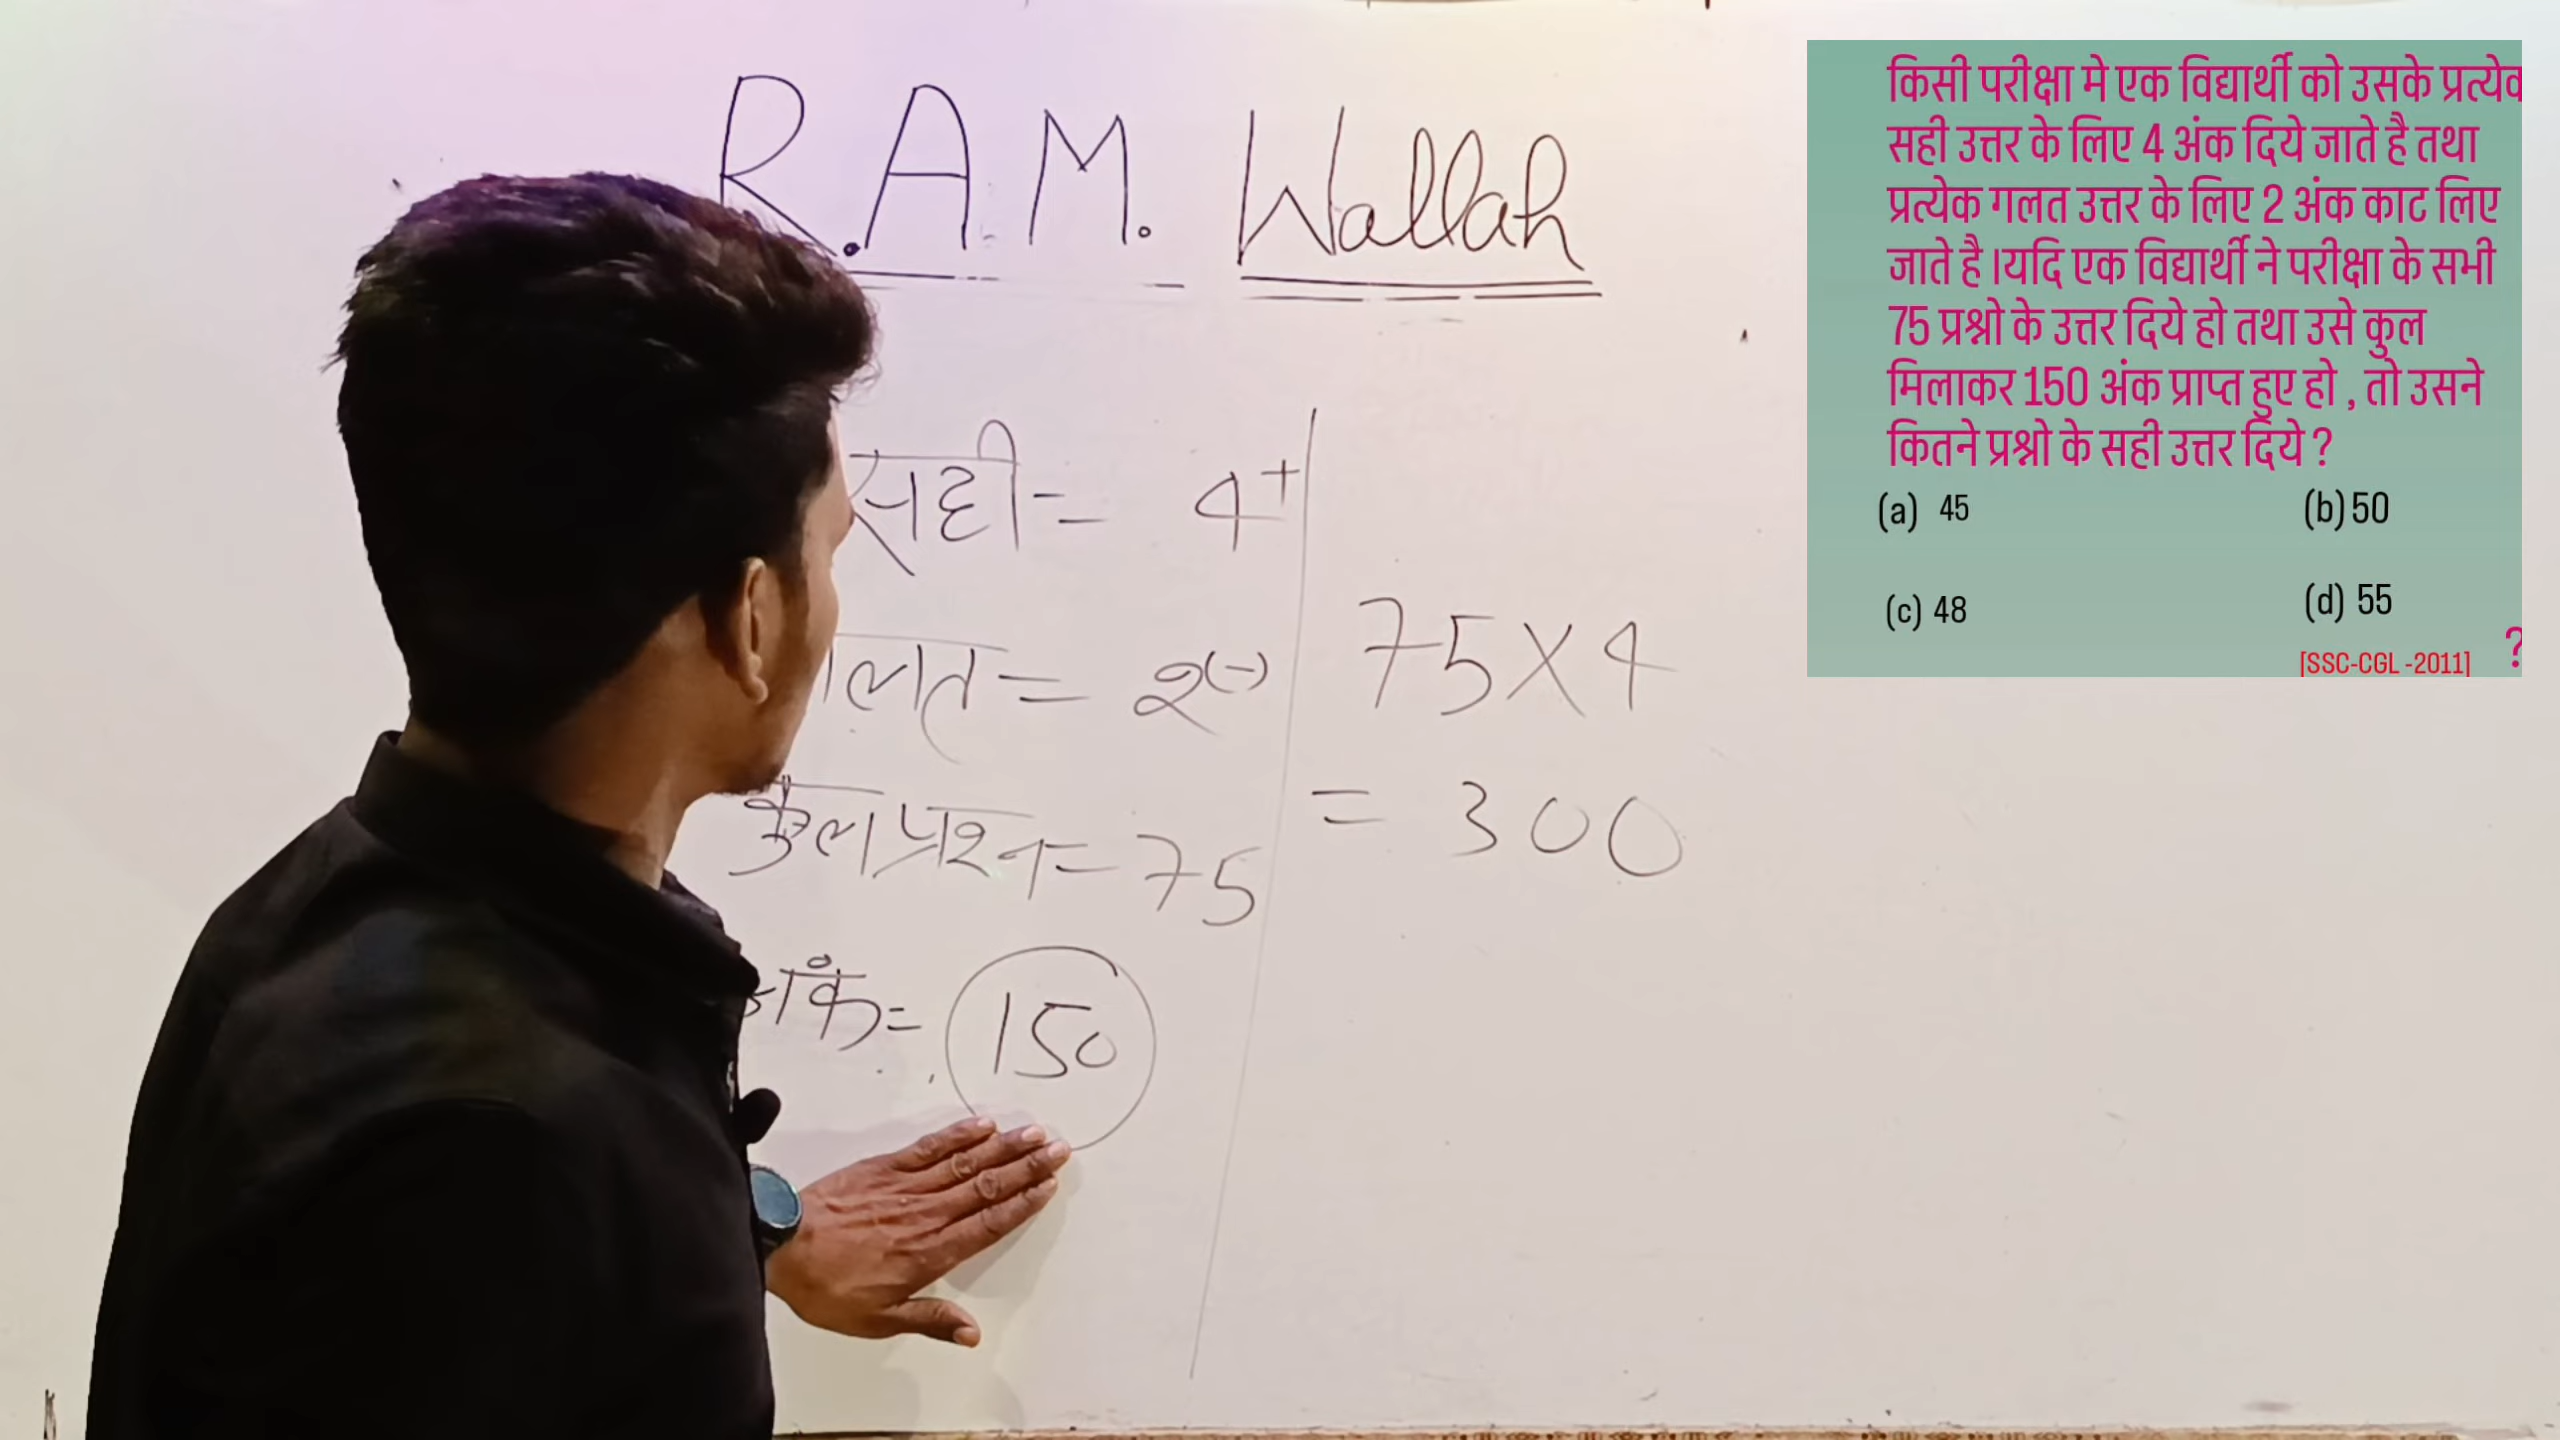 R.A.M. Wallah
सही = 4+
लत = 2(-)
कुल प्रश्न = 75
अंक = 150
75X4
= 300
किसी परीक्षा मे एक विद्यार्थी को उसके प्रत्येक
सही उत्तर के लिए 4 अंक दिये जाते है तथा
प्रत्येक गलत उत्तर के लिए 2 अंक काट लिए
जाते है ।यदि एक विद्यार्थी ने परीक्षा के सभी
75 प्रश्नो के उत्तर दिये हो तथा उसे कुल
मिलाकर 150 अंक प्राप्त हुए हो , तो उसने
कितने प्रश्नो के सही उत्तर दिये ?
(a) 45 (b) 50
(c) 48 (d) 55
[SSC-CGL -2011] ?